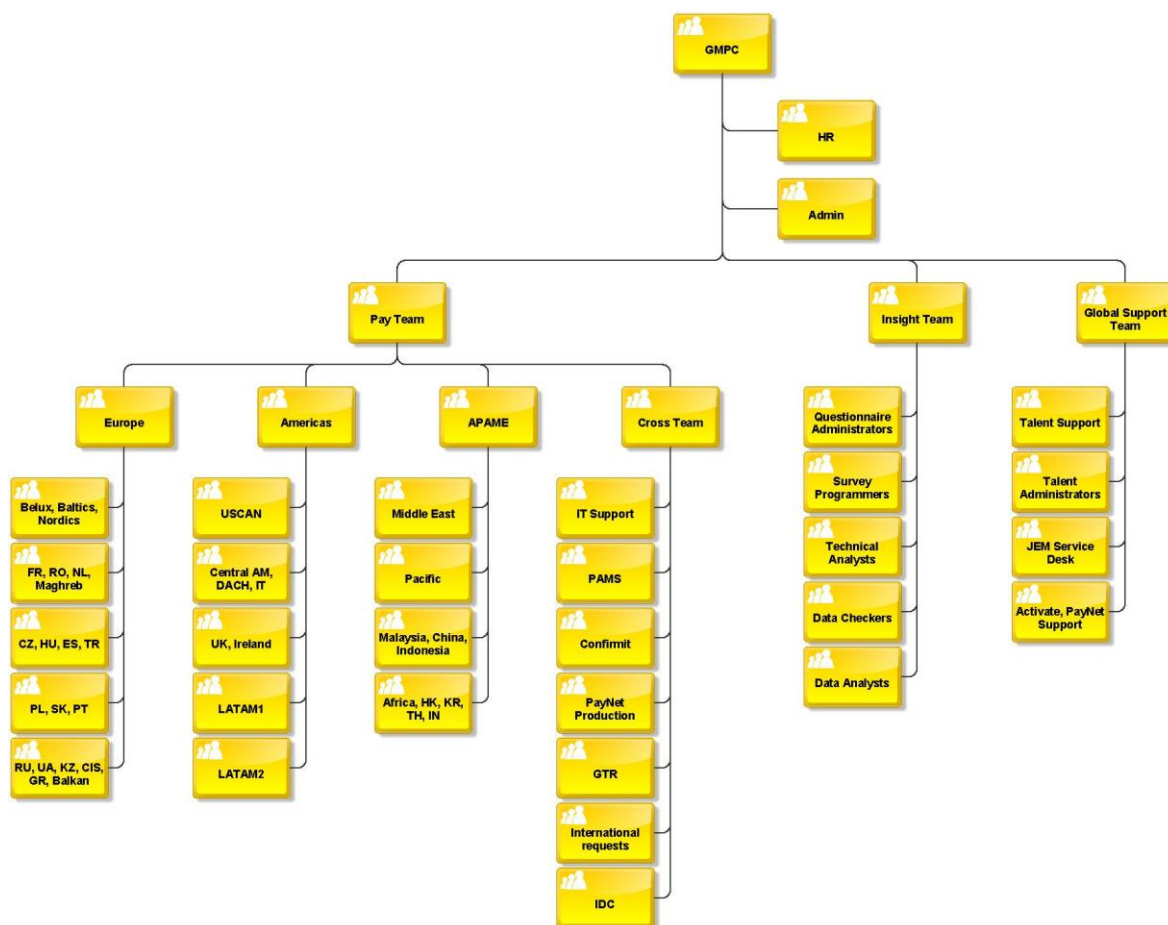 GMPC
HR
Admin
Pay Team
Insight Team
Global Support
Team
Europe
Americas
APAME
Cross Team
Belux, Baltics,
Nordics
FR, RO, NL,
Maghreb
CZ, HU, ES, TR
PL, SK, PT
RU, UA, KZ, CIS,
GR, Balkan
USCAN
Central AM,
DACH, IT
UK, Ireland
LATAM1
LATAM2
Middle East
Pacific
Malaysia, China,
Indonesia
Africa, HK, KR,
TH, IN
IT Support
PAMS
Confirmit
PayNet
Production
GTR
International
requests
IDC
Questionnaire
Administrators
Survey
Programmers
Technical
Analysts
Data Checkers
Data Analysts
Talent Support
Talent
Administrators
JEM Service
Desk
Activate, PayNet
Support